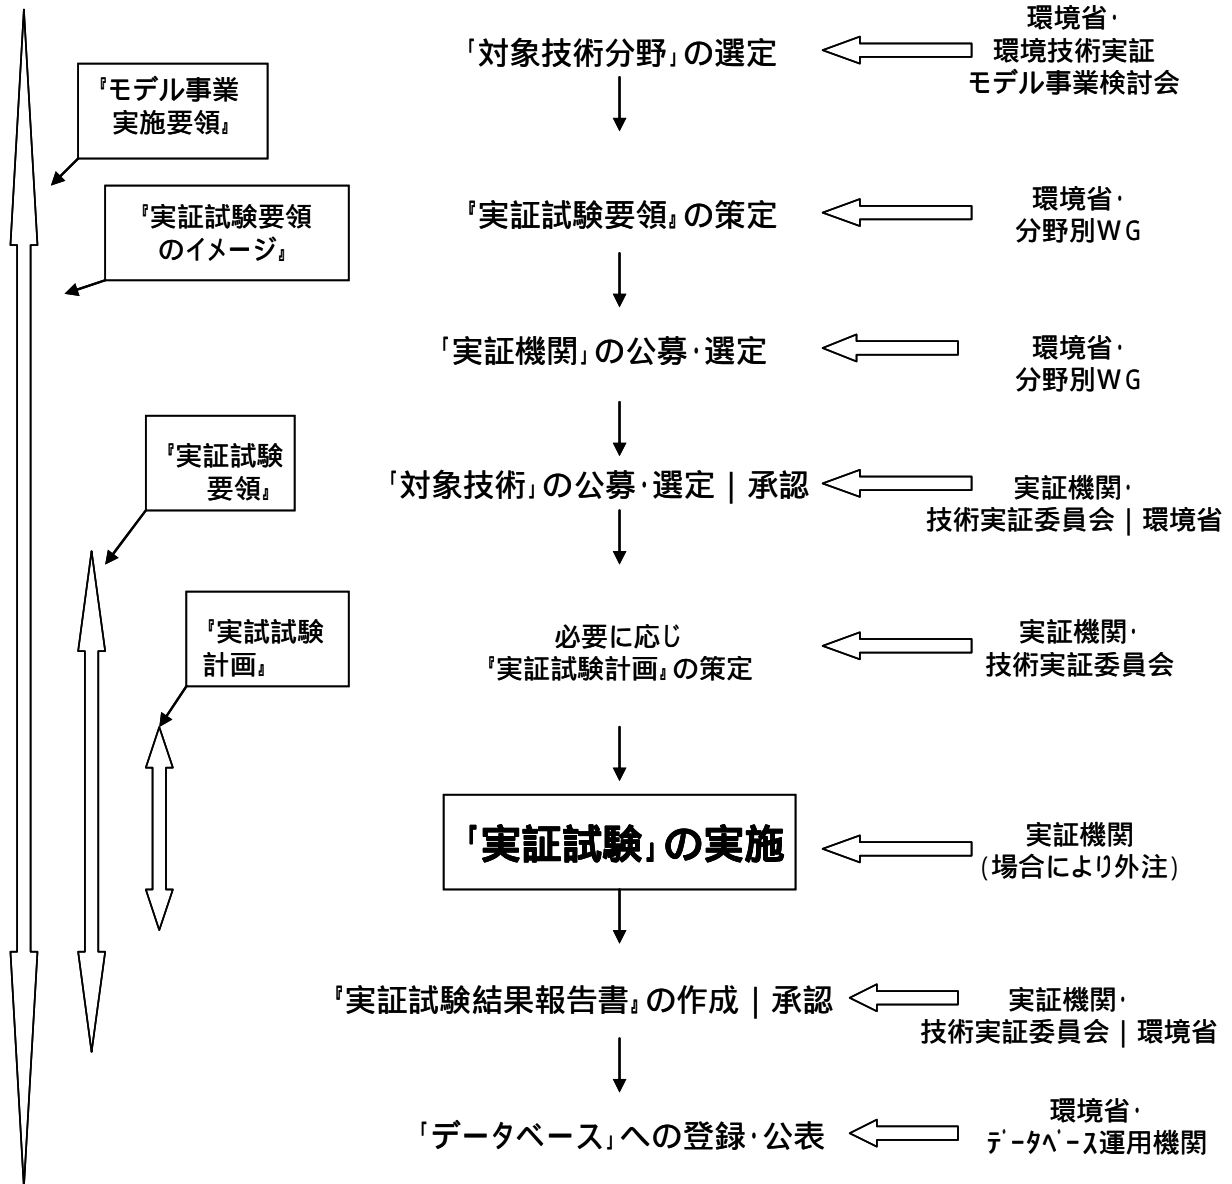 「対象技術分野」の選定
環境省・
環境技術実証
モデル事業検討会
『モデル事業
実施要領』
『実証試験要領
のイメージ』
『実証試験要領』の策定
環境省・
分野別WG
「実証機関」の公募・選定
環境省・
分野別WG
『実証試験
要領』
「対象技術」の公募・選定｜承認
実証機関・
技術実証委員会｜環境省
『実試試験
計画』
必要に応じ
『実証試験計画』の策定
実証機関・
技術実証委員会
「実証試験」の実施
実証機関
(場合により外注)
『実証試験結果報告書』の作成｜承認
実証機関・
技術実証委員会｜環境省
「データベース」への登録・公表
環境省・
ﾃﾞｰﾀﾍﾞｰｽ運用機関